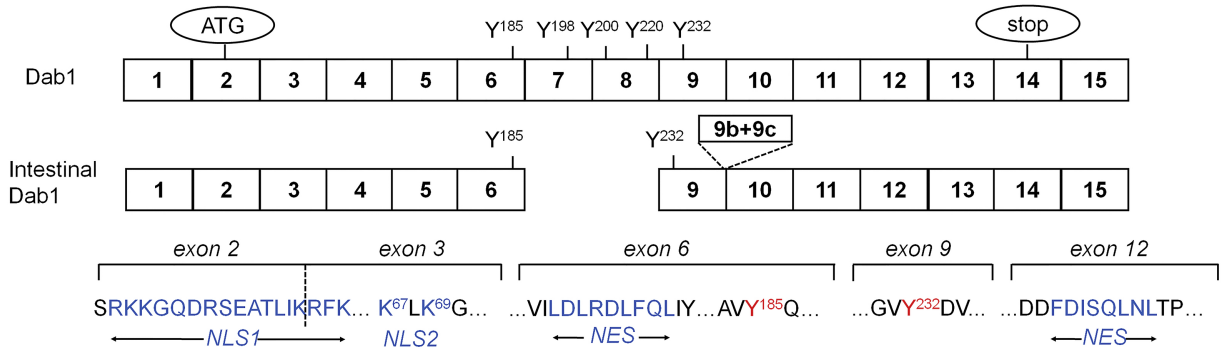 ATG stop
Y185 Y198 Y200 Y220 Y232
Dab1 1 2 3 4 5 6 7 8 9 10 11 12 13 14 15
Y185 Y232 9b+9c
Intestinal
Dab1
1 2 3 4 5 6 9 10 11 12 13 14 15
exon 2 exon 3 exon 6 exon 9 exon 12
SRKKGQDRSEATLIKRFK... K67LK69G... ...VILDLRDLFQLIY...AVY185Q... ...GVY232DV... ...DDFDISQLNLTP...
NLS1 NLS2 NES NES